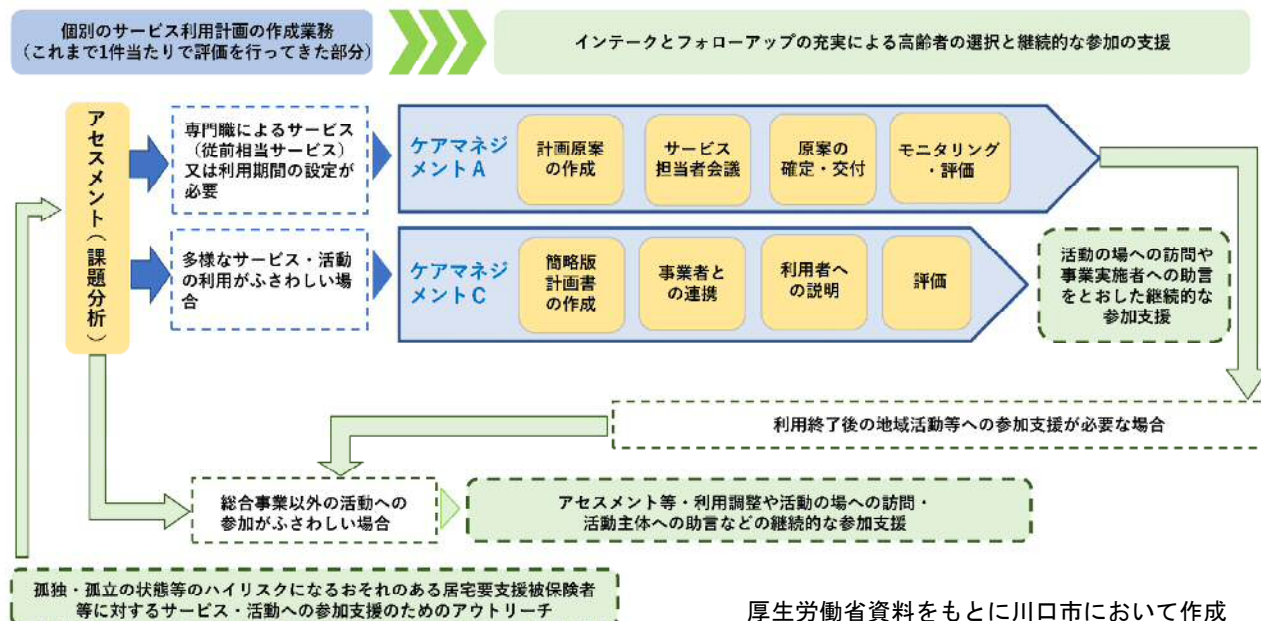 個別のサービス利用計画の作成業務
（これまで1件当たりで評価を行ってきた部分）
インテークとフォローアップの充実による高齢者の選択と継続的な参加の支援
アセスメント（課題分析）
専門職によるサービス
（従前相当サービス）
又は利用期間の設定が
必要
ケアマネジ
メントA
計画原案
の作成
サービス
担当者会議
原案の
確定・交付
モニタリング
・評価
多様なサービス・活動
の利用がふさわしい場
合
ケアマネジ
メントC
簡略版
計画書
の作成
事業者と
の連携
利用者へ
の説明
評価
活動の場への訪問や
事業実施者への助言
をとおした継続的な
参加支援
利用終了後の地域活動等への参加支援が必要な場合
総合事業以外の活動への
参加がふさわしい場合
アセスメント等・利用調整や活動の場への訪問・
活動主体への助言などの継続的な参加支援
孤独・孤立の状態等のハイリスクになるおそれのある居宅要支援被保険者
等に対するサービス・活動への参加支援のためのアウトリーチ
厚生労働省資料をもとに川口市において作成